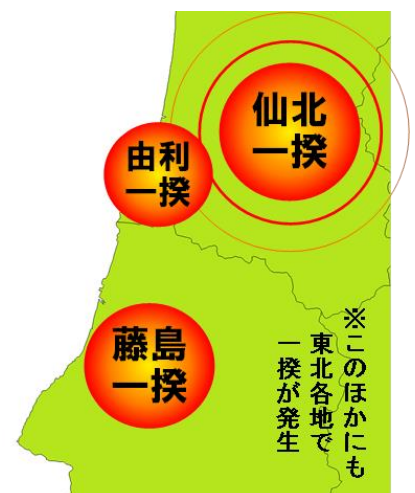 仙北
一揆
由利
一揆
藤島
一揆
※このほかにも
東北各地で
一揆が発生